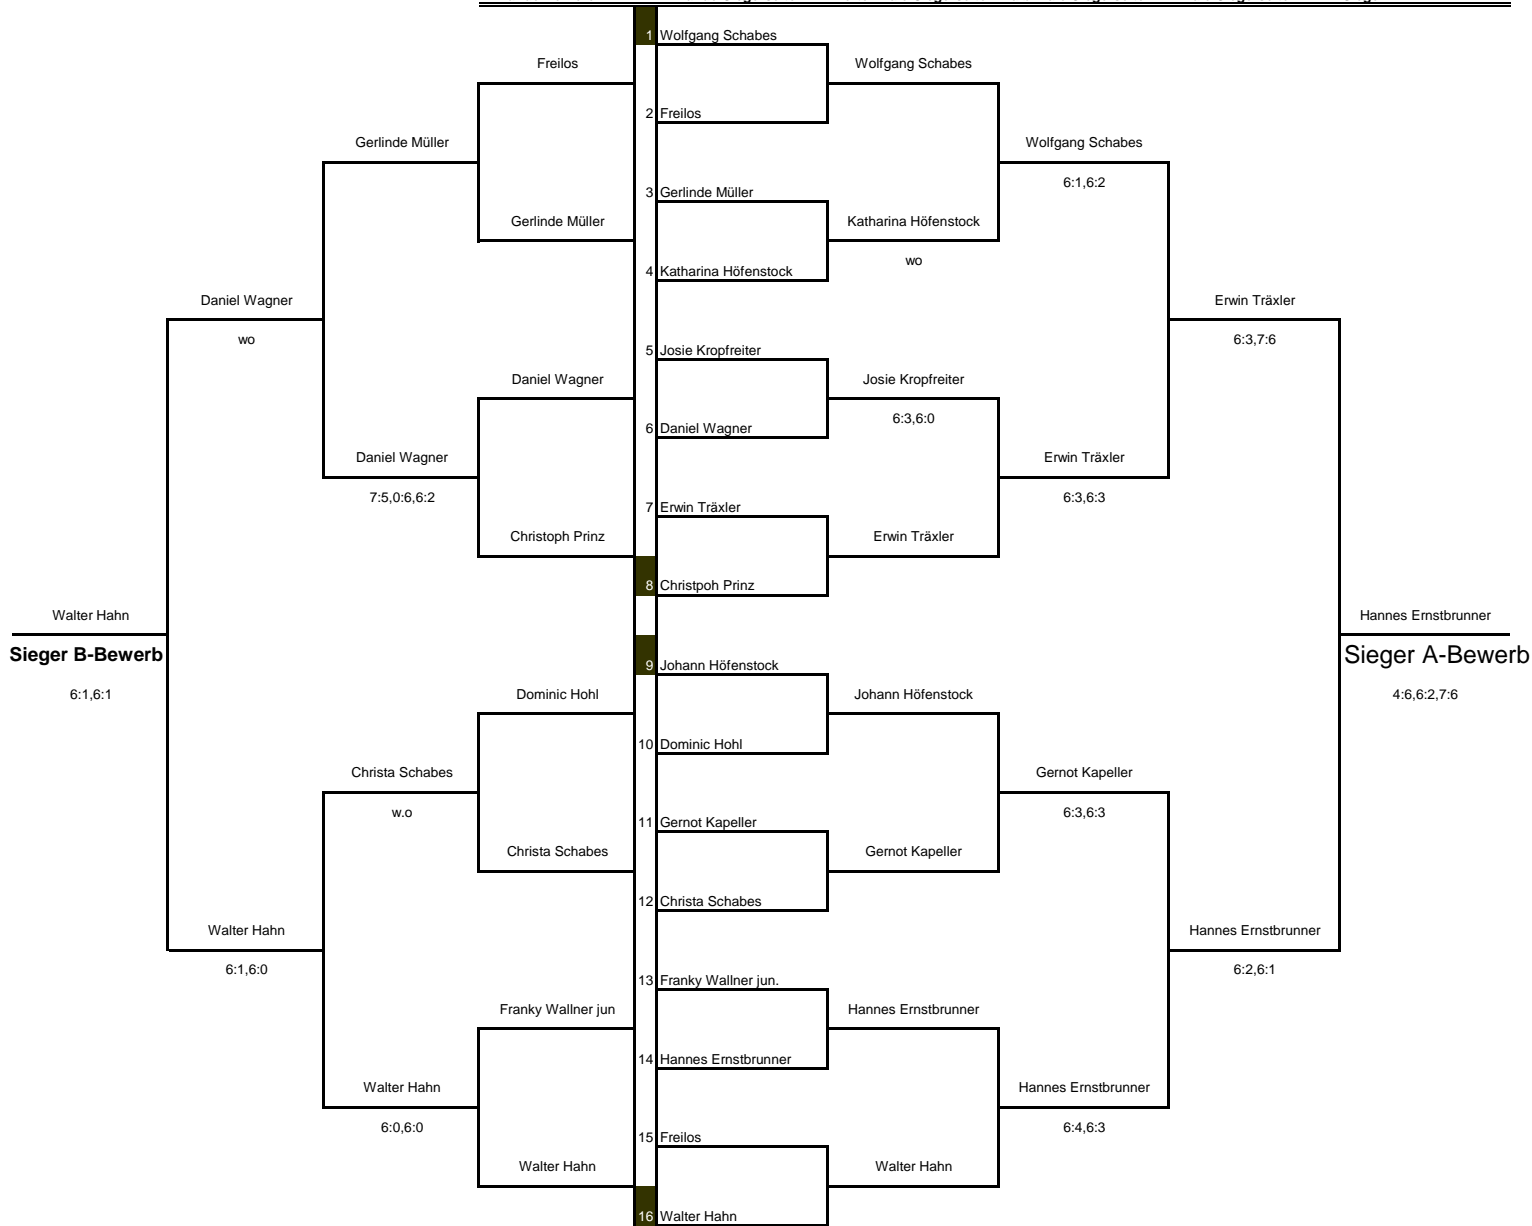 1 Wolfgang Schabes
Freilos
Wolfgang Schabes
2 Freilos
Gerlinde Müller
Wolfgang Schabes
6:1,6:2
3 Gerlinde Müller
Gerlinde Müller
Katharina Höfenstock
wo
4 Katharina Höfenstock
Daniel Wagner
wo
Erwin Träxler
6:3,7:6
5 Josie Kropfreiter
Daniel Wagner
Josie Kropfreiter
6:3,6:0
6 Daniel Wagner
Daniel Wagner
7:5,0:6,6:2
Erwin Träxler
6:3,6:3
7 Erwin Träxler
Christoph Prinz
Erwin Träxler
8 Christpoh Prinz
Walter Hahn
Sieger B-Bewerb
6:1,6:1
Hannes Ernstbrunner
Sieger A-Bewerb
4:6,6:2,7:6
9 Johann Höfenstock
Dominic Hohl
Johann Höfenstock
10 Dominic Hohl
Christa Schabes
w.o
Gernot Kapeller
6:3,6:3
11 Gernot Kapeller
Christa Schabes
Gernot Kapeller
12 Christa Schabes
Walter Hahn
6:1,6:0
Hannes Ernstbrunner
6:2,6:1
13 Franky Wallner jun.
Franky Wallner jun
Hannes Ernstbrunner
14 Hannes Ernstbrunner
Walter Hahn
6:0,6:0
Hannes Ernstbrunner
6:4,6:3
15 Freilos
Walter Hahn
Walter Hahn
16 Walter Hahn